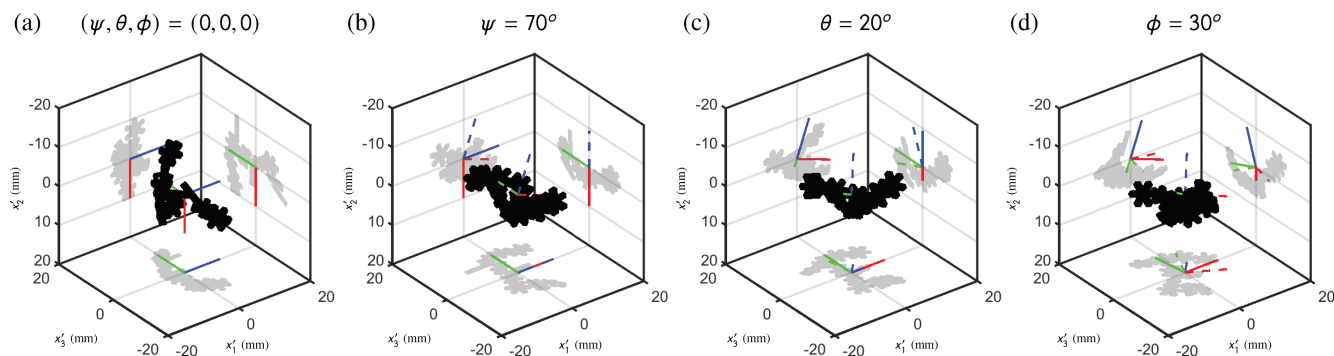 (a) (ψ, θ, ϕ) = (0, 0, 0) (b) ψ = 70° (c) θ = 20° (d) ϕ = 30°
-20 -20 -20 -20
-10 -10 -10 -10
x′₂ (mm) 0 x′₂ (mm) 0 x′₂ (mm) 0 x′₂ (mm) 0
10 10 10 10
20 20 20 20
20 20 20 20 20 20 20 20
0 0 0 0 0 0 0 0
x′₃ (mm) x′₁ (mm) x′₃ (mm) x′₁ (mm) x′₃ (mm) x′₁ (mm) x′₃ (mm) x′₁ (mm)
-20 -20 -20 -20 -20 -20 -20 -20